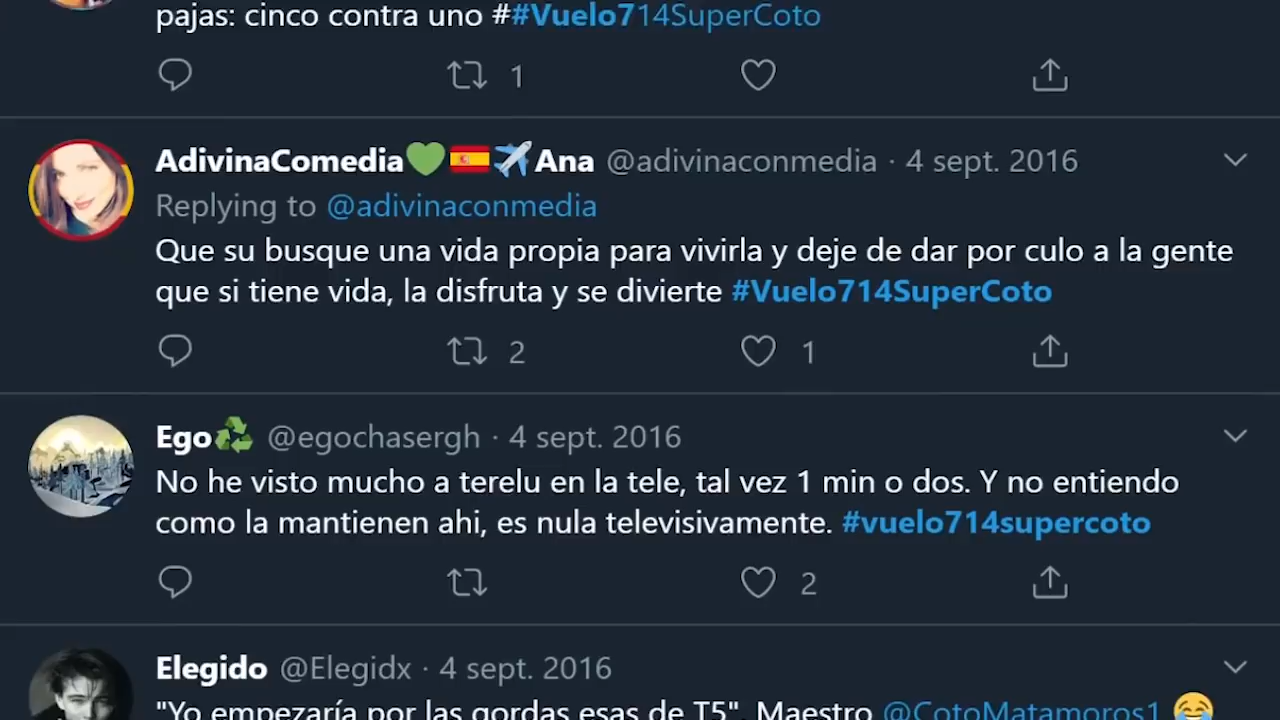 pajas: cinco contra uno ##Vuelo714SuperCoto
1
AdivinaComedia💚🇪🇸✈️Ana @adivinaconmedia · 4 sept. 2016
Replying to @adivinaconmedia
Que su busque una vida propia para vivirla y deje de dar por culo a la gente
que si tiene vida, la disfruta y se divierte #Vuelo714SuperCoto
2 1
Ego♻️ @egochasergh · 4 sept. 2016
No he visto mucho a terelu en la tele, tal vez 1 min o dos. Y no entiendo
como la mantienen ahi, es nula televisivamente. #vuelo714supercoto
2
Elegido @Elegidx · 4 sept. 2016
"Yo empezaría por las gordas esas de T5". Maestro @CotoMatamoros1 😂